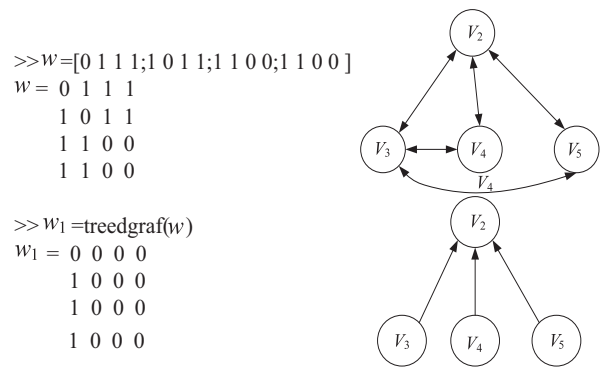 >>w=[0 1 1 1;1 0 1 1;1 1 0 0;1 1 0 0 ]
w = 0 1 1 1
1 0 1 1
1 1 0 0
1 1 0 0
V2
V3 V4 V5
V4
>>w1=treedgraf(w)
w1 = 0 0 0 0
1 0 0 0
1 0 0 0
1 0 0 0
V2
V3 V4 V5